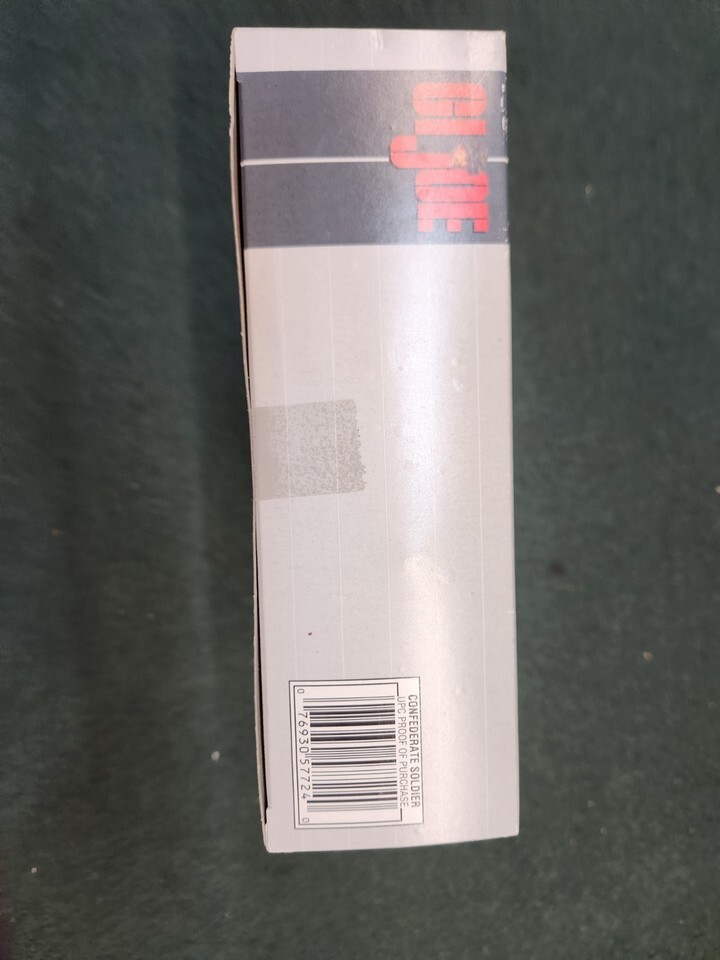 GI JOE
CONFEDERATE SOLDIER
UPC PROOF OF PURCHASE
0 76930 57724 0